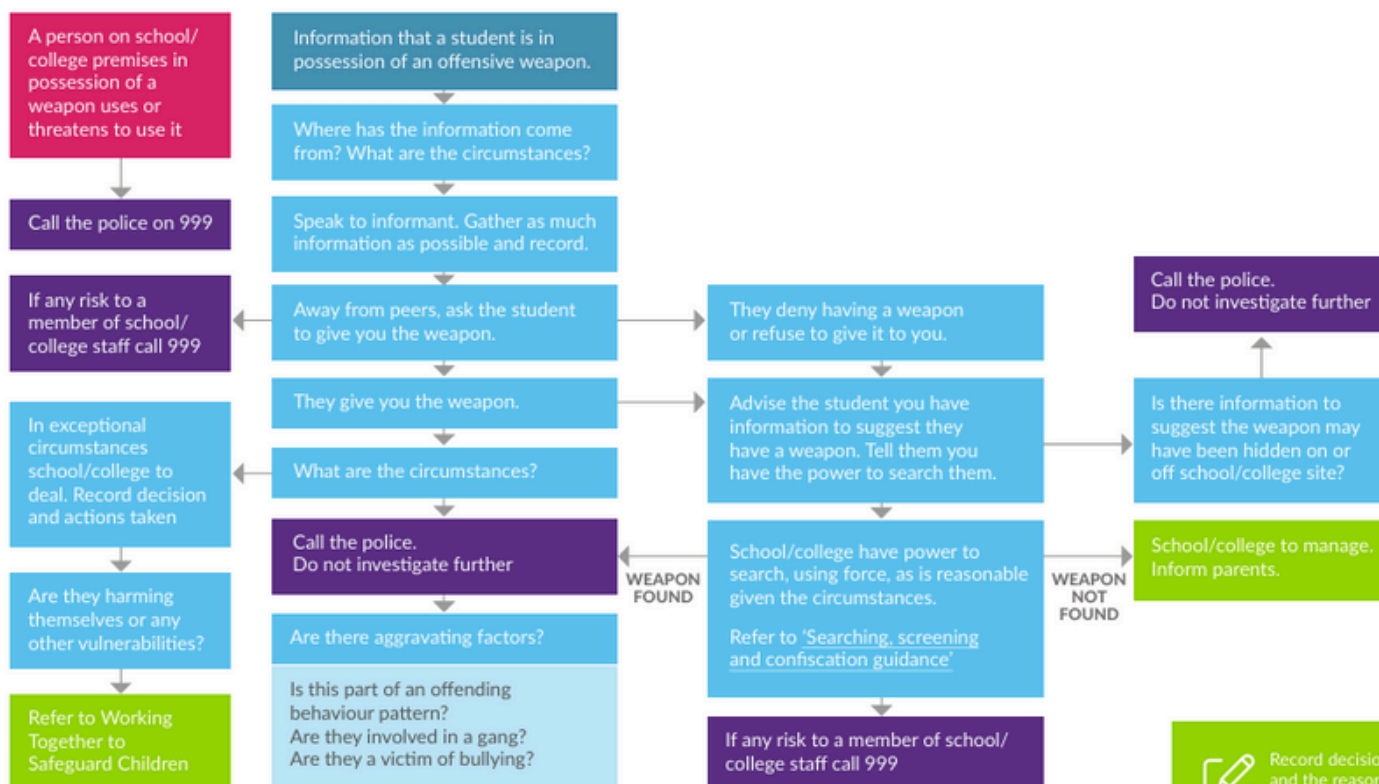 A person on school/
college premises in
possession of a
weapon uses or
threatens to use it
Call the police on 999
If any risk to a
member of school/
college staff call 999
In exceptional
circumstances
school/college to
deal. Record decision
and actions taken
Are they harming
themselves or any
other vulnerabilities?
Refer to Working
Together to
Safeguard Children
Information that a student is in
possession of an offensive weapon.
Where has the information come
from? What are the circumstances?
Speak to informant. Gather as much
information as possible and record.
Away from peers, ask the student
to give you the weapon.
They give you the weapon.
What are the circumstances?
Call the police.
Do not investigate further
Are there aggravating factors?
Is this part of an offending
behaviour pattern?
Are they involved in a gang?
Are they a victim of bullying?
They deny having a weapon
or refuse to give it to you.
Advise the student you have
information to suggest they
have a weapon. Tell them you
have the power to search them.
WEAPON
FOUND
School/college have power to
search, using force, as is reasonable
given the circumstances.
Refer to ‘Searching, screening
and confiscation guidance’
WEAPON
NOT
FOUND
If any risk to a member of school/
college staff call 999
Call the police.
Do not investigate further
Is there information to
suggest the weapon may
have been hidden on or
off school/college site?
School/college to manage.
Inform parents.
Record decisio
and the reason